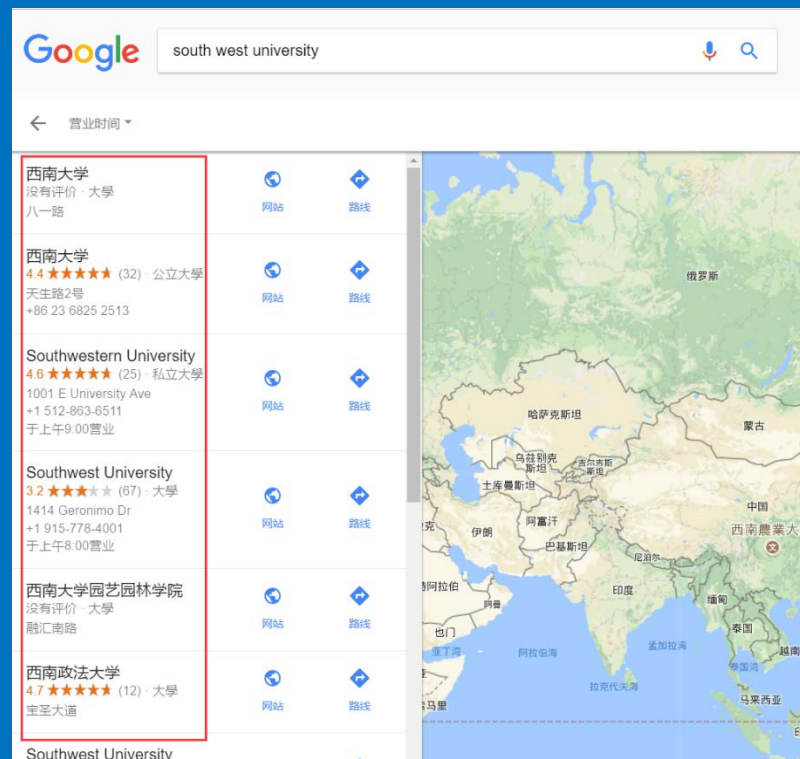 Google
south west university
营业时间
西南大学
没有评价 · 大學
八一路
网站
路线
西南大学
4.4 ★★★★★ (32) · 公立大學
天生路2号
+86 23 6825 2513
网站
路线
Southwestern University
4.6 ★★★★★ (25) · 私立大學
1001 E University Ave
+1 512-863-6511
于上午9:00营业
网站
路线
Southwest University
3.2 ★★★★★ (67) · 大學
1414 Geronimo Dr
+1 915-778-4001
于上午8:00营业
网站
路线
西南大学园艺园林学院
没有评价 · 大學
融汇南路
网站
路线
西南政法大学
4.7 ★★★★★ (12) · 大學
宝圣大道
网站
路线
Southwest University
俄罗斯
哈萨克斯坦
蒙古
乌兹别克
斯坦
吉尔吉斯
斯坦
土库曼斯坦
中国
西南農業大
阿富汗
伊朗
巴基斯坦
尼泊尔
阿拉伯
印度
缅甸
阿曼
泰国
也门
越南
亚丁湾
阿拉伯海
孟加拉湾
泰国湾
拉克代夫海
马来西亚
马里